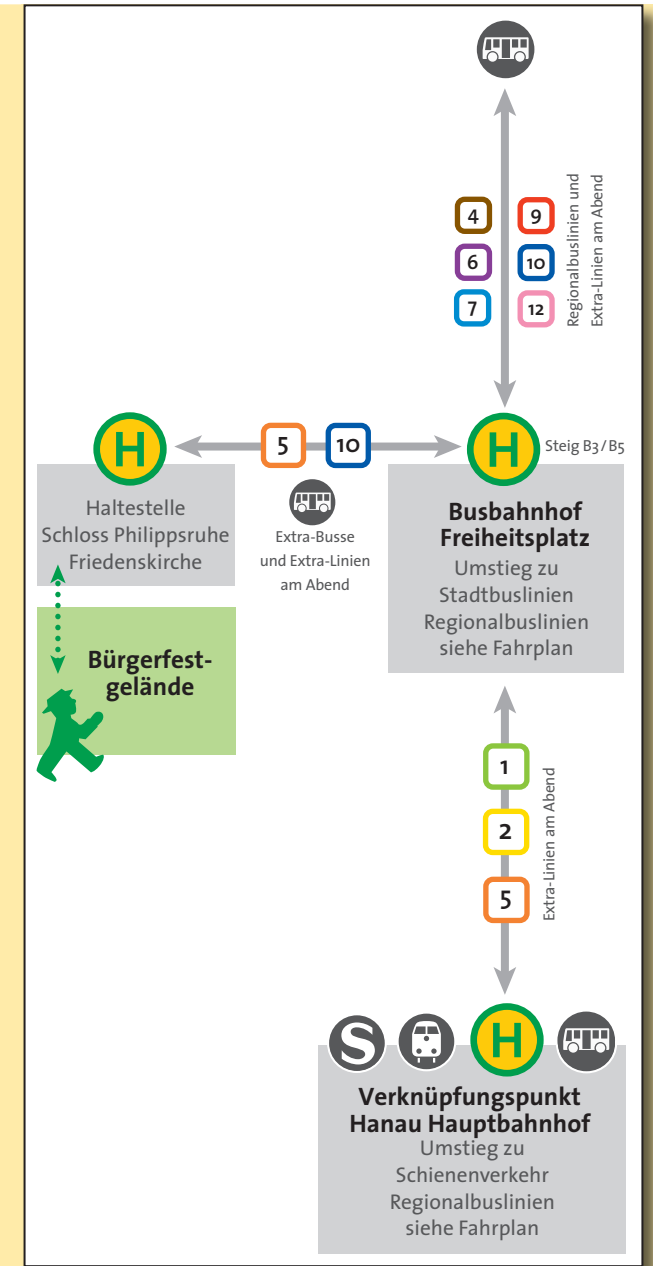 4
9
6
10
7
12
Regionalbuslinien und
Extra-Linien am Abend
H
5
10
H
Steig B3/B5
Haltestelle
Schloss Philippsruhe
Friedenskirche
Extra-Busse
und Extra-Linien
am Abend
Busbahnhof
Freiheitsplatz
Umstieg zu
Stadtbuslinien
Regionalbuslinien
siehe Fahrplan
Bürgerfest-
gelände
1
2
5
Extra-Linien am Abend
S
H
Verknüpfungspunkt
Hanau Hauptbahnhof
Umstieg zu
Schienenverkehr
Regionalbuslinien
siehe Fahrplan